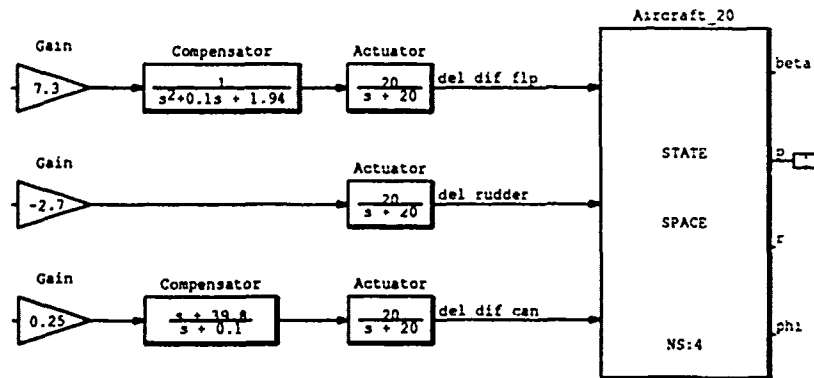 Aircraft_20
Gain
Compensator
Actuator
7.3
1
s²+0.1s + 1.94
20
s + 20
del dif flp
beta
STATE
p
Gain
Actuator
-2.7
20
s + 20
del rudder
SPACE
r
Gain
Compensator
Actuator
0.25
s + 39.8
s + 0.1
20
s + 20
del dif can
phi
NS:4